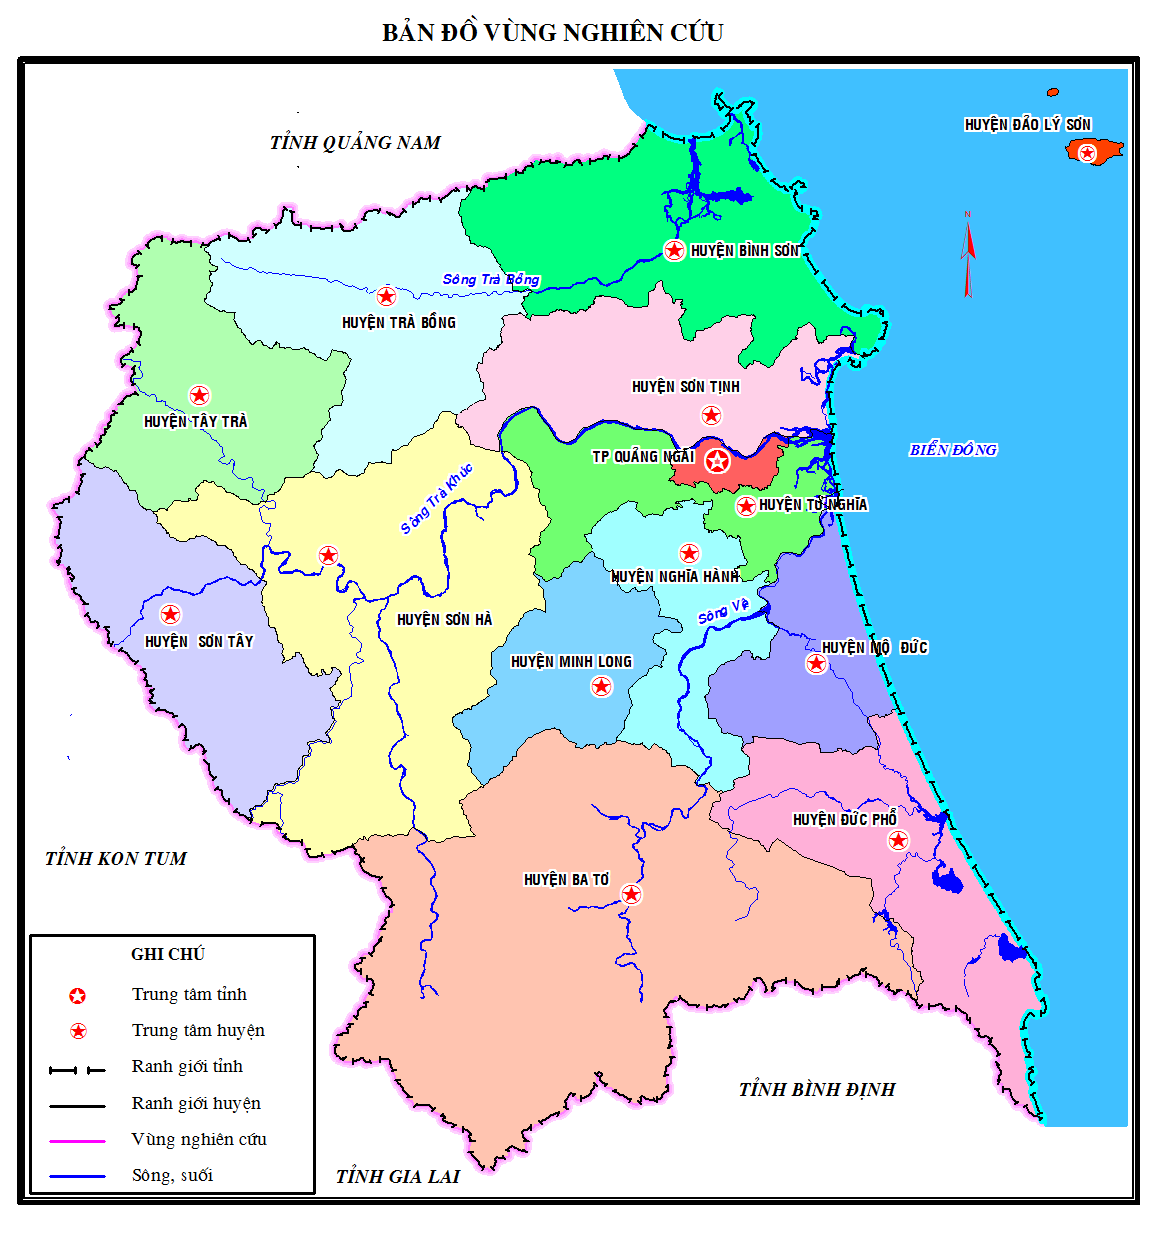 BẢN ĐỒ VÙNG NGHIÊN CỨU
HUYỆN ĐẢO LÝ SƠN
TỈNH QUẢNG NAM
N
HUYỆN BÌNH SƠN
Sông Trà Bồng
HUYỆN TRÀ BỒNG
HUYỆN SƠN TỊNH
HUYỆN TÂY TRÀ
BIỂN ĐÔNG
TP QUẢNG NGÃI
Sông Trà Khúc
HUYỆN TƯ NGHĨA
HUYỆN NGHĨA HÀNH
Sông Vệ
HUYỆN SƠN HÀ
HUYỆN SƠN TÂY
HUYỆN MỘ ĐỨC
HUYỆN MINH LONG
HUYỆN ĐỨC PHỔ
TỈNH KON TUM
HUYỆN BA TƠ
GHI CHÚ
Trung tâm tỉnh
Trung tâm huyện
Ranh giới tỉnh
Ranh giới huyện
Vùng nghiên cứu
Sông, suối
TỈNH BÌNH ĐỊNH
TỈNH GIA LAI